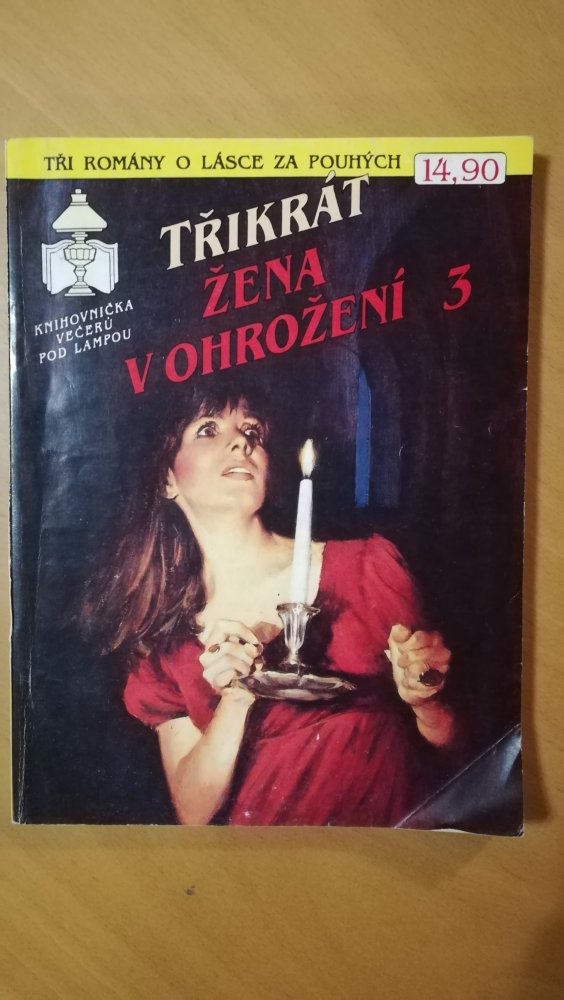 TŘI ROMÁNY O LÁSCE ZA POUHÝCH 14,90
TŘIKRÁT
ŽENA
V OHROŽENÍ 3
KNIHOVNIČKA
VEČERŮ
POD LAMPOU